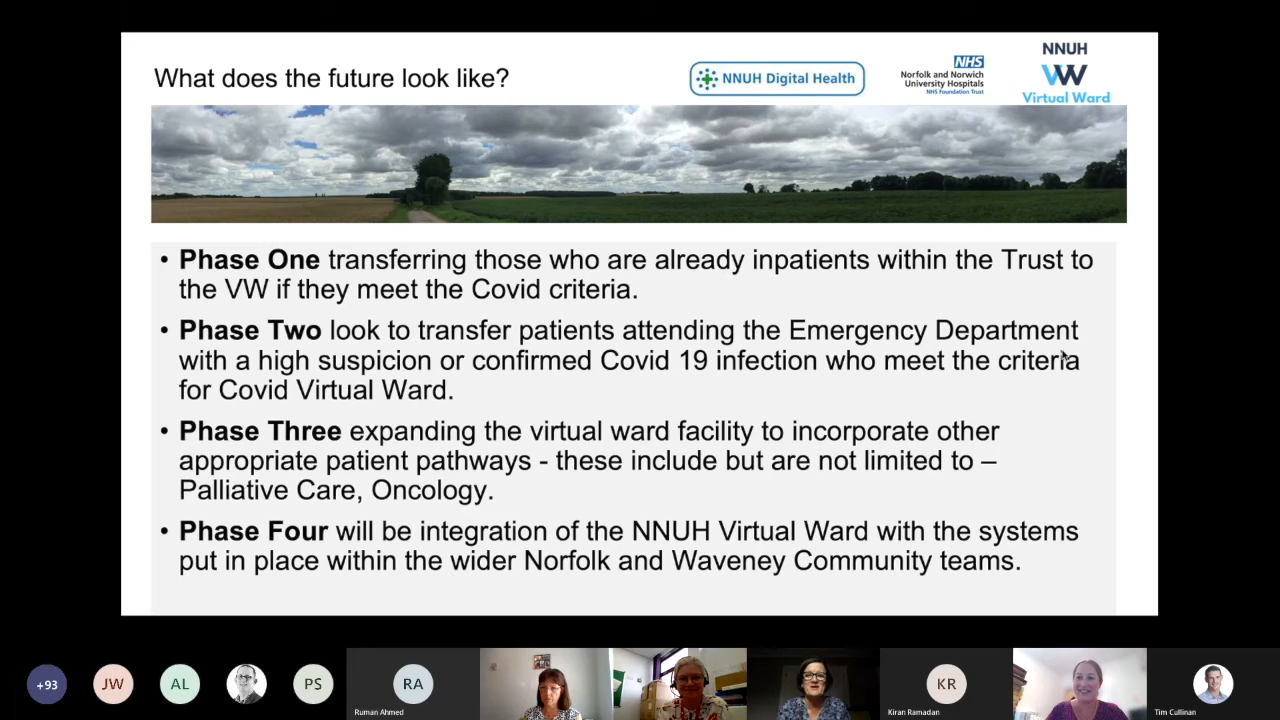 What does the future look like?
NNUH Digital Health
NHS
Norfolk and Norwich
University Hospitals
NHS Foundation Trust
NNUH
VW
Virtual Ward
• Phase One transferring those who are already inpatients within the Trust to
the VW if they meet the Covid criteria.
• Phase Two look to transfer patients attending the Emergency Department
with a high suspicion or confirmed Covid 19 infection who meet the criteria
for Covid Virtual Ward.
• Phase Three expanding the virtual ward facility to incorporate other
appropriate patient pathways - these include but are not limited to –
Palliative Care, Oncology.
• Phase Four will be integration of the NNUH Virtual Ward with the systems
put in place within the wider Norfolk and Waveney Community teams.
+93
JW
AL
PS
RA
Ruman Ahmed
KR
Kiran Ramadan
Tim Cullinan